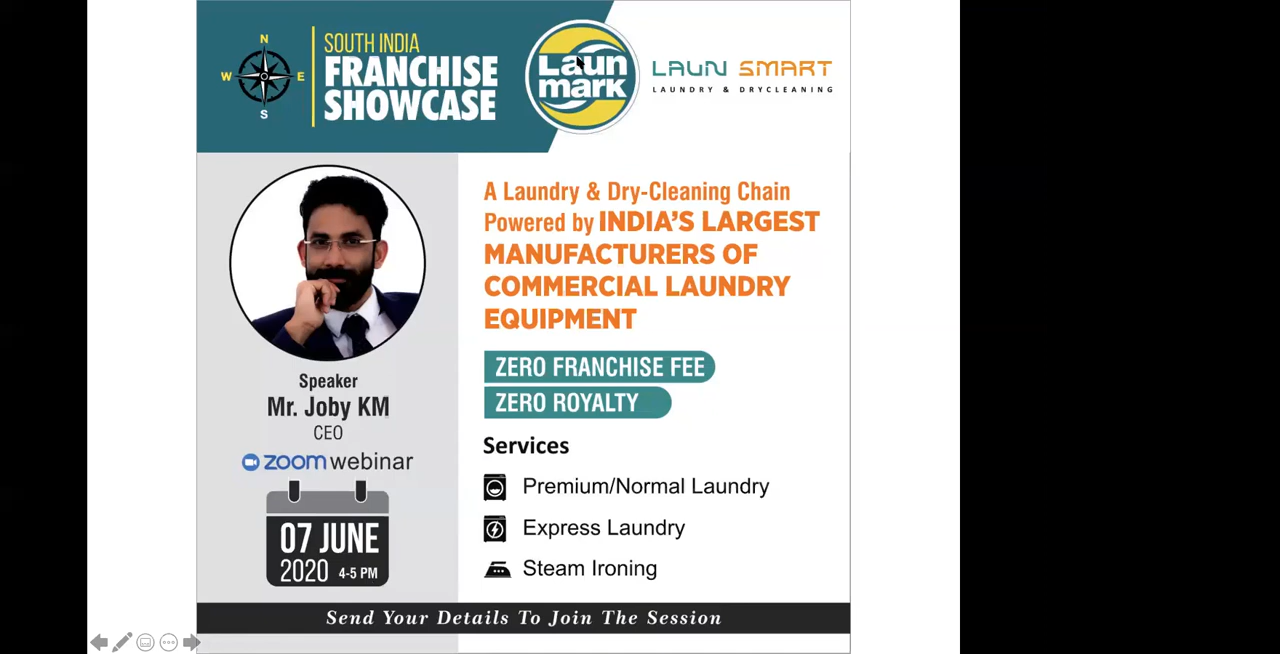 N
W E
S
SOUTH INDIA
FRANCHISE
SHOWCASE
Laun
mark
LAUN SMART
LAUNDRY & DRYCLEANING
A Laundry & Dry-Cleaning Chain
Powered by INDIA'S LARGEST
MANUFACTURERS OF
COMMERCIAL LAUNDRY
EQUIPMENT
ZERO FRANCHISE FEE
ZERO ROYALTY
Speaker
Mr. Joby KM
CEO
zoom webinar
07 JUNE
2020 4-5 PM
Services
Premium/Normal Laundry
Express Laundry
Steam Ironing
Send Your Details To Join The Session